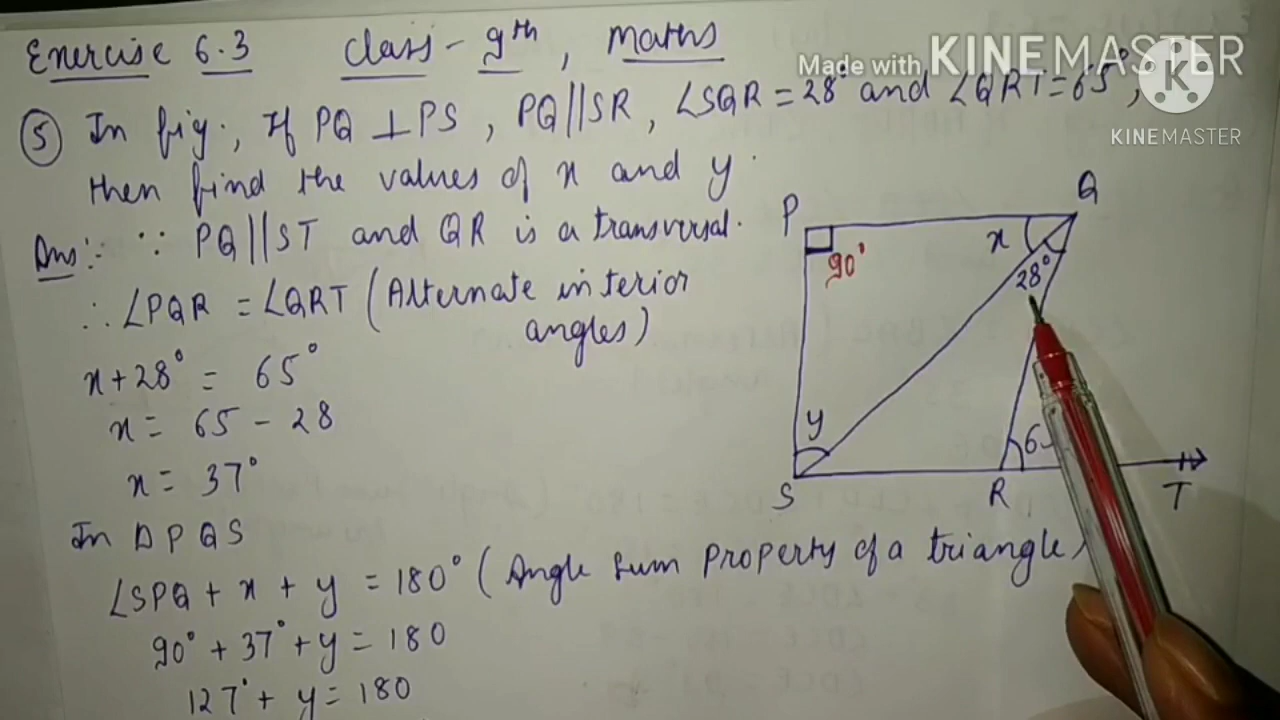 Made with KINEMASTER
KINEMASTER
Exercise 6.3 Class - 9th, Maths
⑤ In fig., If PQ ⊥ PS, PQ || SR, ∠SQR = 28° and ∠QRT = 65°,
then find the values of x and y.
Ans:- ∵ PQ || ST and QR is a transversal.
∴ ∠PQR = ∠QRT (Alternate interior
angles)
x + 28° = 65°
x = 65 - 28
x = 37°
In Δ PQS
∠SPQ + x + y = 180° (Angle sum property of a triangle)
90° + 37° + y = 180
127° + y = 180
P
Q
90°
x
28°
y
S
R
T